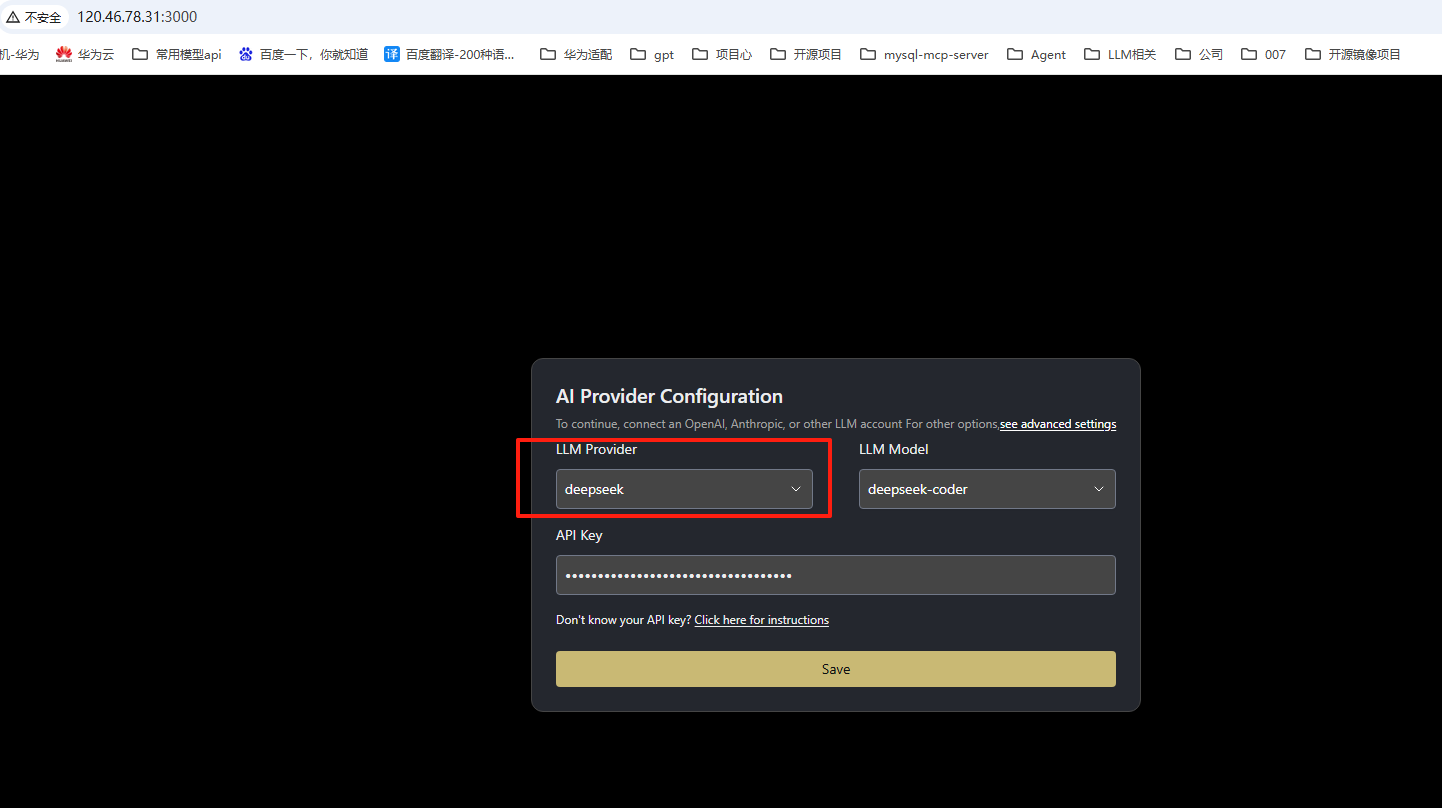 不安全 120.46.78.31:3000
机-华为 华为云 常用模型api 百度一下，你就知道 译 百度翻译-200种语... 华为适配 gpt 项目心 开源项目 mysql-mcp-server Agent LLM相关 公司 007 开源镜像项目
AI Provider Configuration
To continue, connect an OpenAI, Anthropic, or other LLM account For other options,see advanced settings
LLM Provider LLM Model
deepseek deepseek-coder
API Key
••••••••••••••••••••••••••••••••••••
Don't know your API key? Click here for instructions
Save